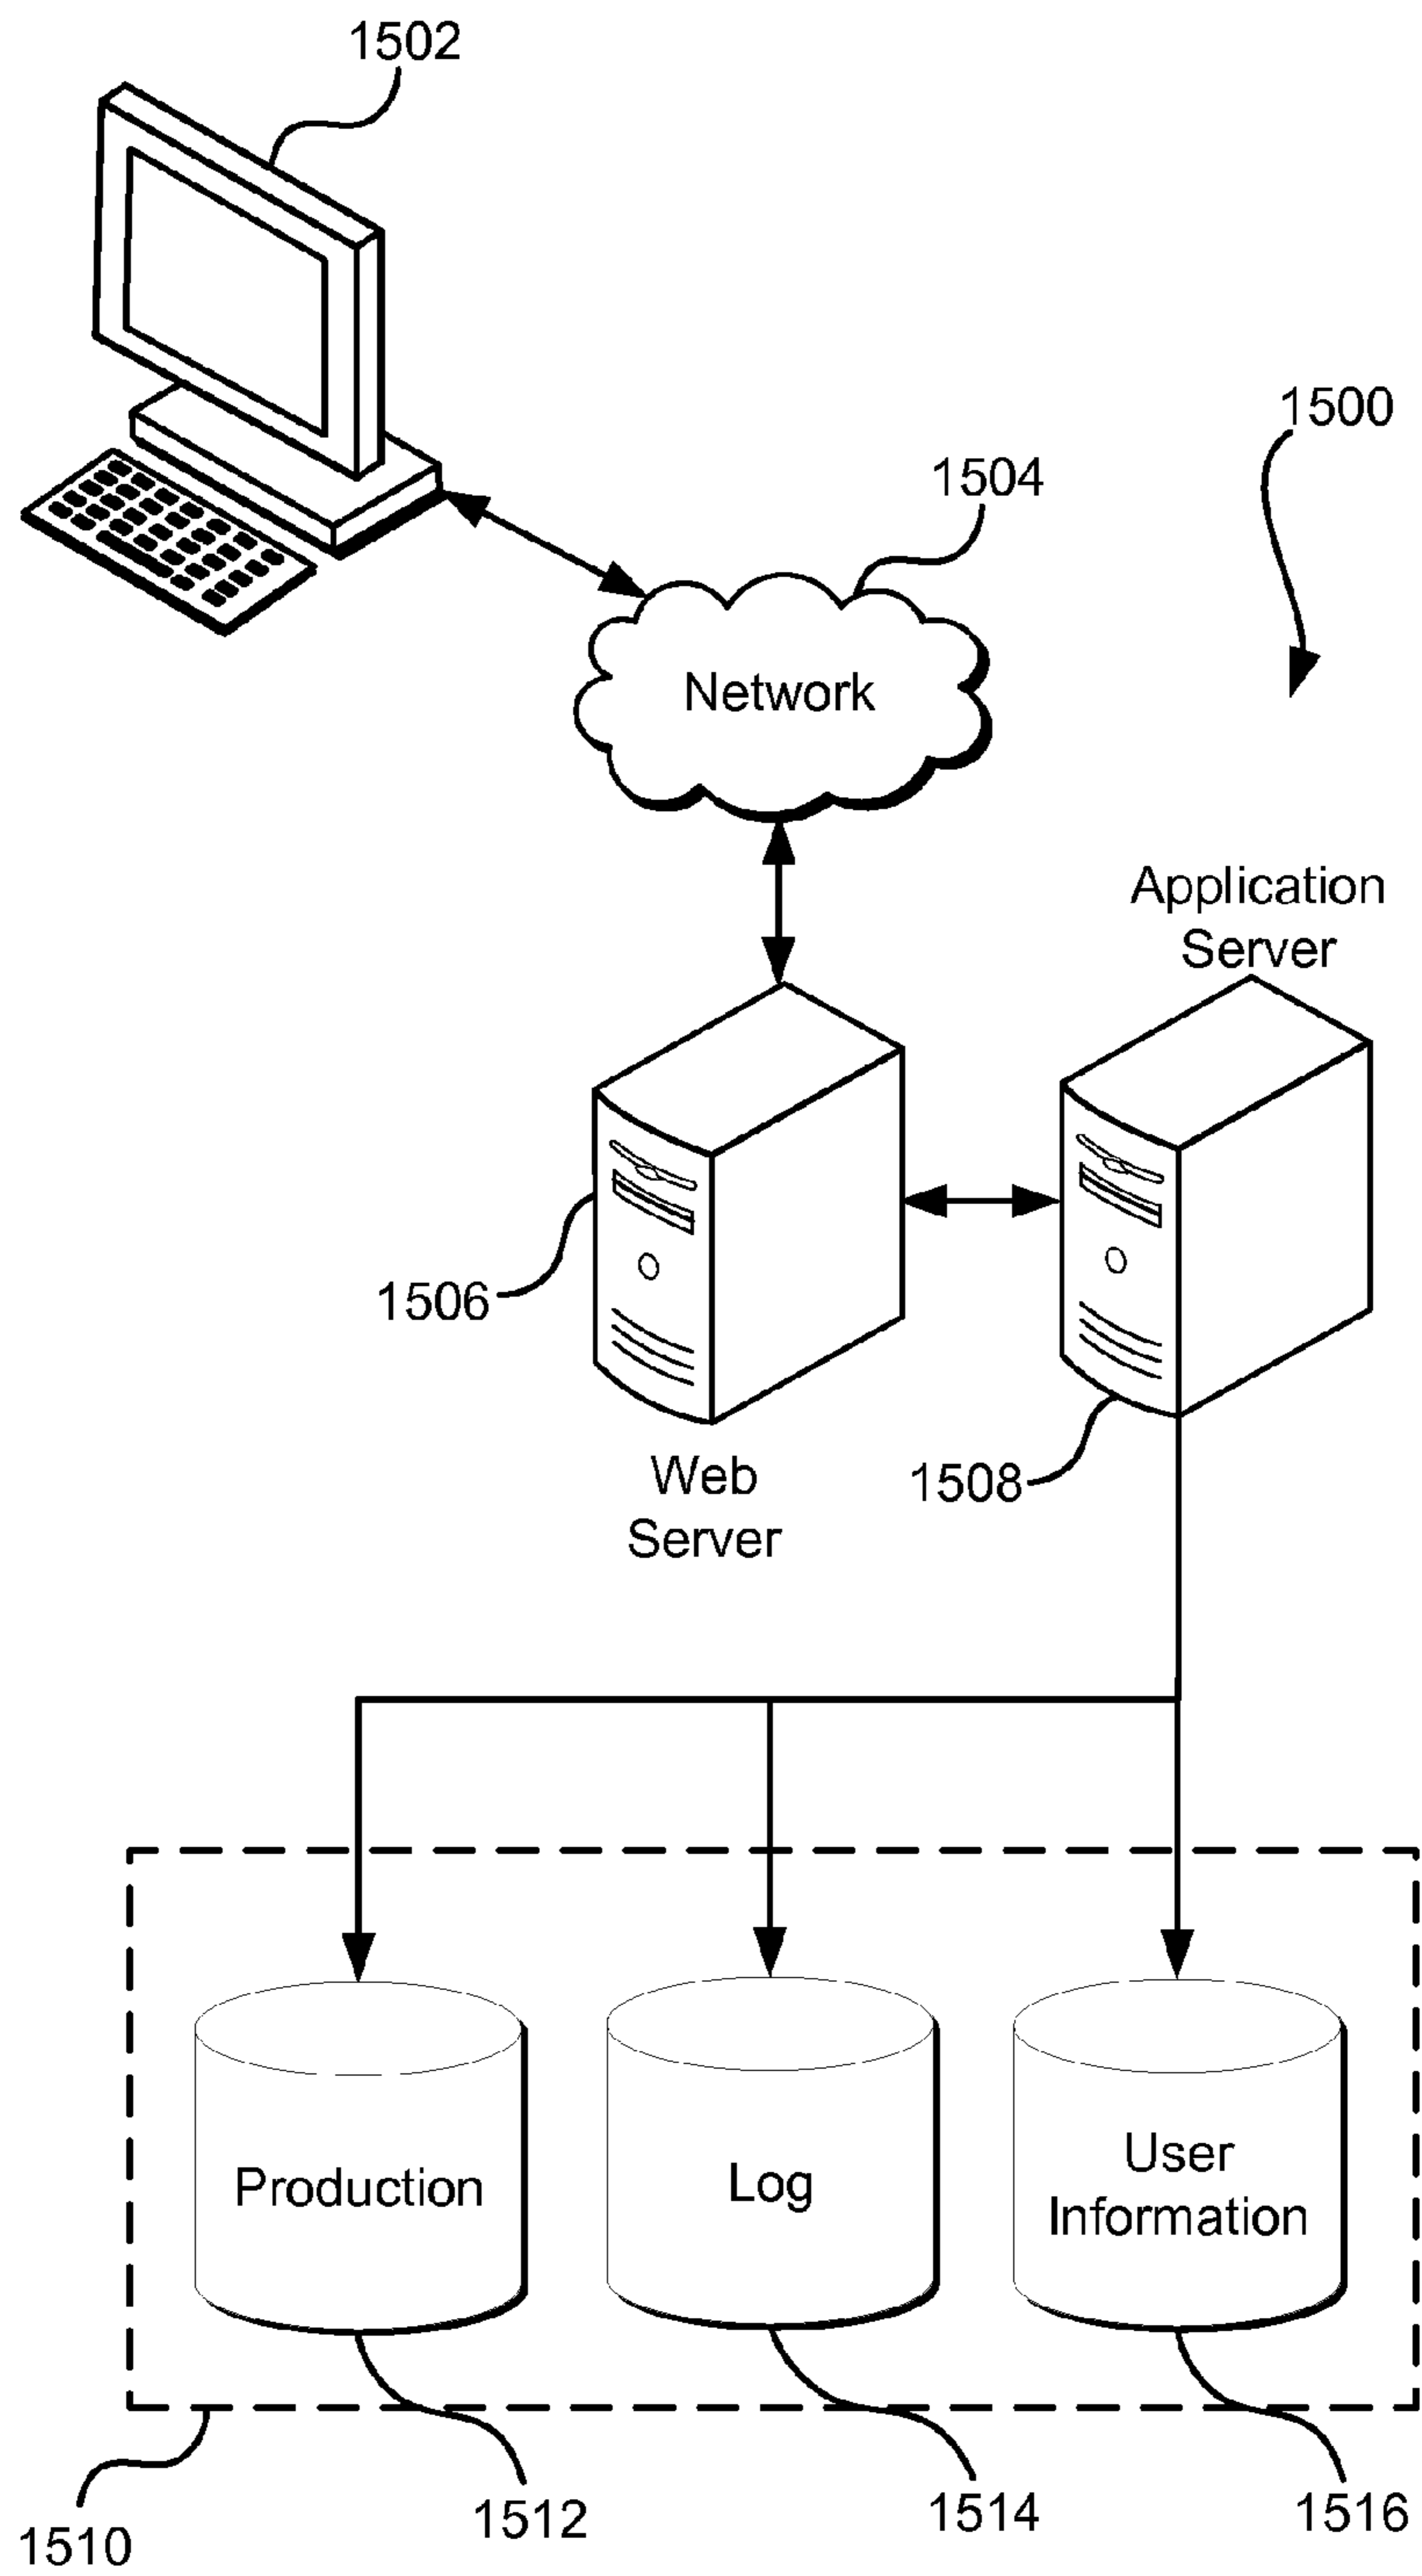 1502
1500
1504
Network
Application
Server
1506
Web
Server
1508
Production
Log
User
Information
1510
1512
1514
1516